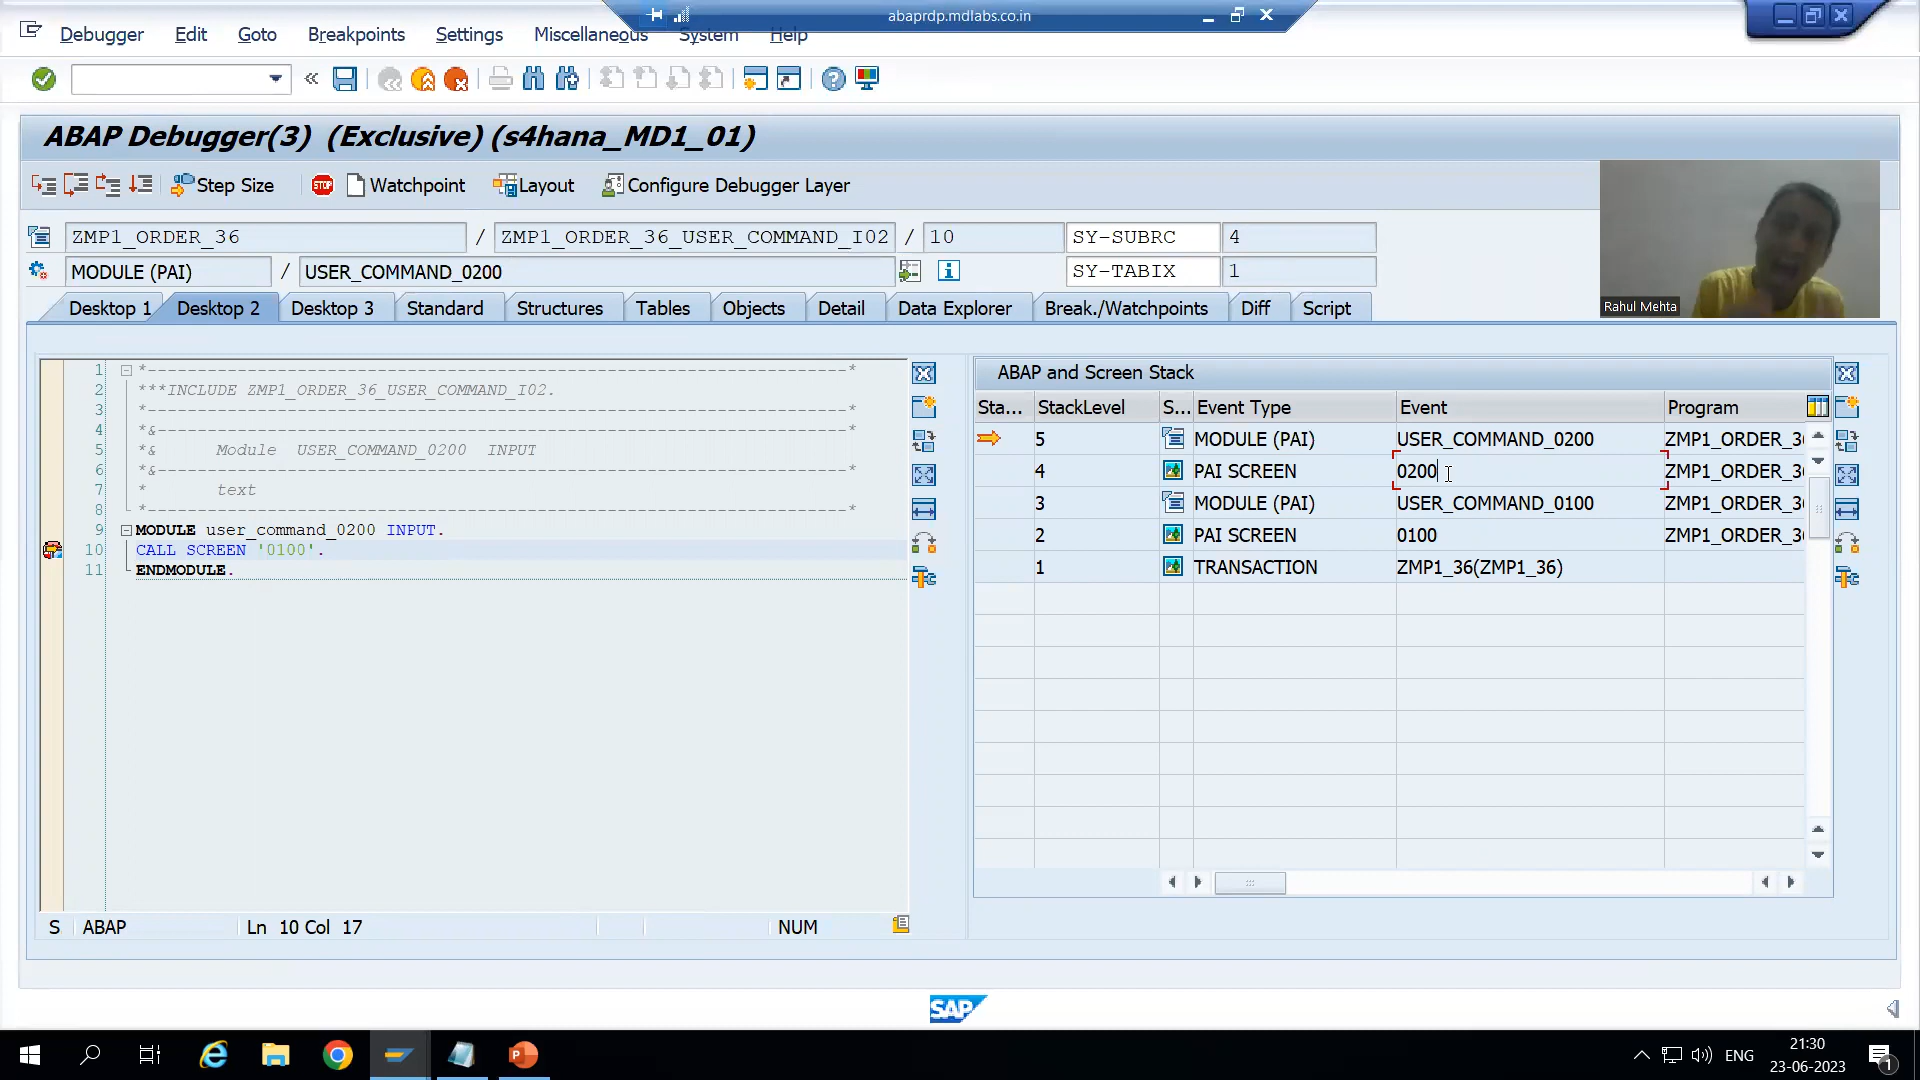 abaprdp.mdlabs.co.in
Debugger Edit Goto Breakpoints Settings Miscellaneous System Help
ABAP Debugger(3) (Exclusive) (s4hana_MD1_01)
Step Size STOP Watchpoint Layout Configure Debugger Layer
ZMP1_ORDER_36 / ZMP1_ORDER_36_USER_COMMAND_I02 / 10 SY-SUBRC 4
MODULE (PAI) / USER_COMMAND_0200 SY-TABIX 1
Rahul Mehta
Desktop 1 Desktop 2 Desktop 3 Standard Structures Tables Objects Detail Data Explorer Break./Watchpoints Diff Script
1 *----------------------------------------------------------------------*
2 ***INCLUDE ZMP1_ORDER_36_USER_COMMAND_I02.
3 *----------------------------------------------------------------------*
4 *&---------------------------------------------------------------------*
5 *& Module USER_COMMAND_0200 INPUT
6 *&---------------------------------------------------------------------*
7 * text
8 *----------------------------------------------------------------------*
9 MODULE user_command_0200 INPUT.
10 CALL SCREEN '0100'.
11 ENDMODULE.
S ABAP Ln 10 Col 17 NUM
ABAP and Screen Stack
Sta... StackLevel S... Event Type Event Program
5 MODULE (PAI) USER_COMMAND_0200 ZMP1_ORDER_36
4 PAI SCREEN 0200 ZMP1_ORDER_36
3 MODULE (PAI) USER_COMMAND_0100 ZMP1_ORDER_36
2 PAI SCREEN 0100 ZMP1_ORDER_36
1 TRANSACTION ZMP1_36(ZMP1_36)
SAP
ENG
21:30
23-06-2023
1